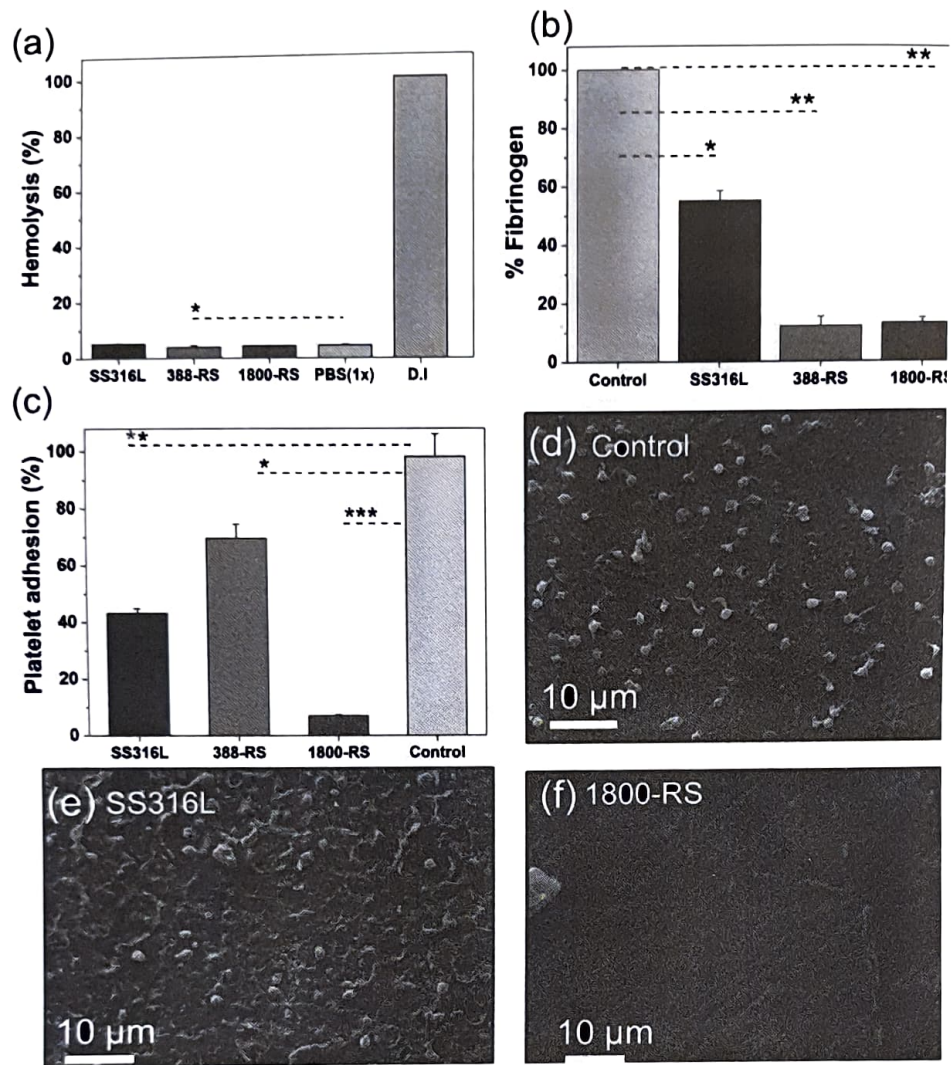 (a)
Hemolysis (%)
100
80
60
40
20
0
*
SS316L 388-RS 1800-RS PBS(1x) D.I
(b)
% Fibrinogen
100
80
60
40
20
0
**
**
*
Control SS316L 388-RS 1800-RS
(c)
Platelet adhesion (%)
100
80
60
40
20
0
**
*
***
SS316L 388-RS 1800-RS Control
(d) Control
10 µm
(e) SS316L
10 µm
(f) 1800-RS
10 µm